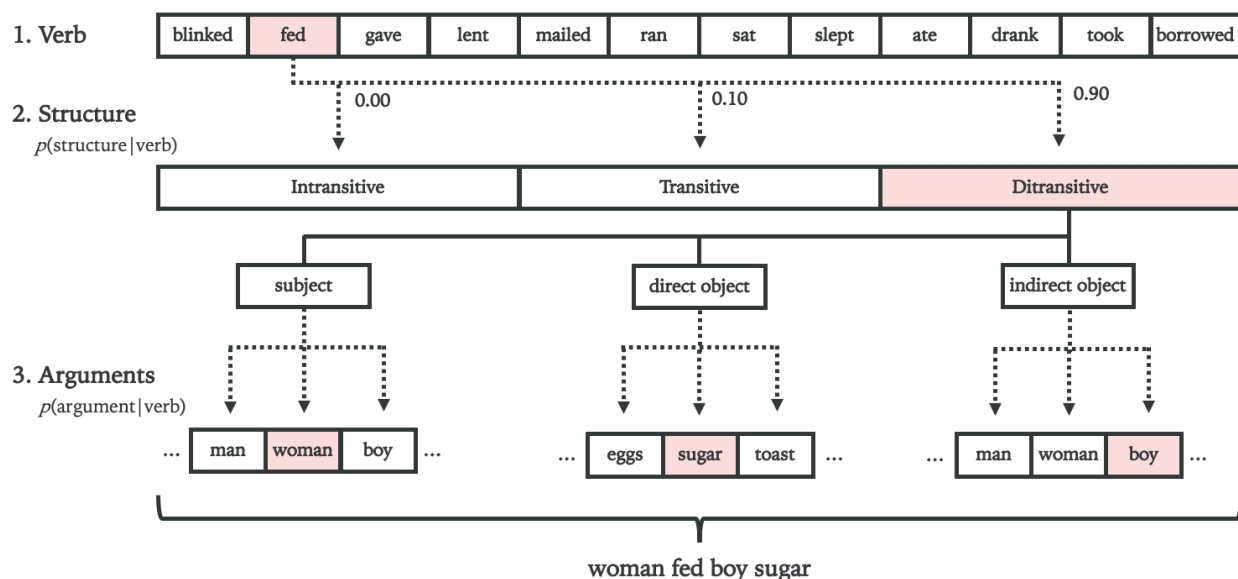 1. Verb
blinked fed gave lent mailed ran sat slept ate drank took borrowed
0.00 0.10 0.90
2. Structure
p(structure|verb)
Intransitive Transitive Ditransitive
subject direct object indirect object
3. Arguments
p(argument|verb)
... man woman boy ... ... eggs sugar toast ... ... man woman boy ...
woman fed boy sugar